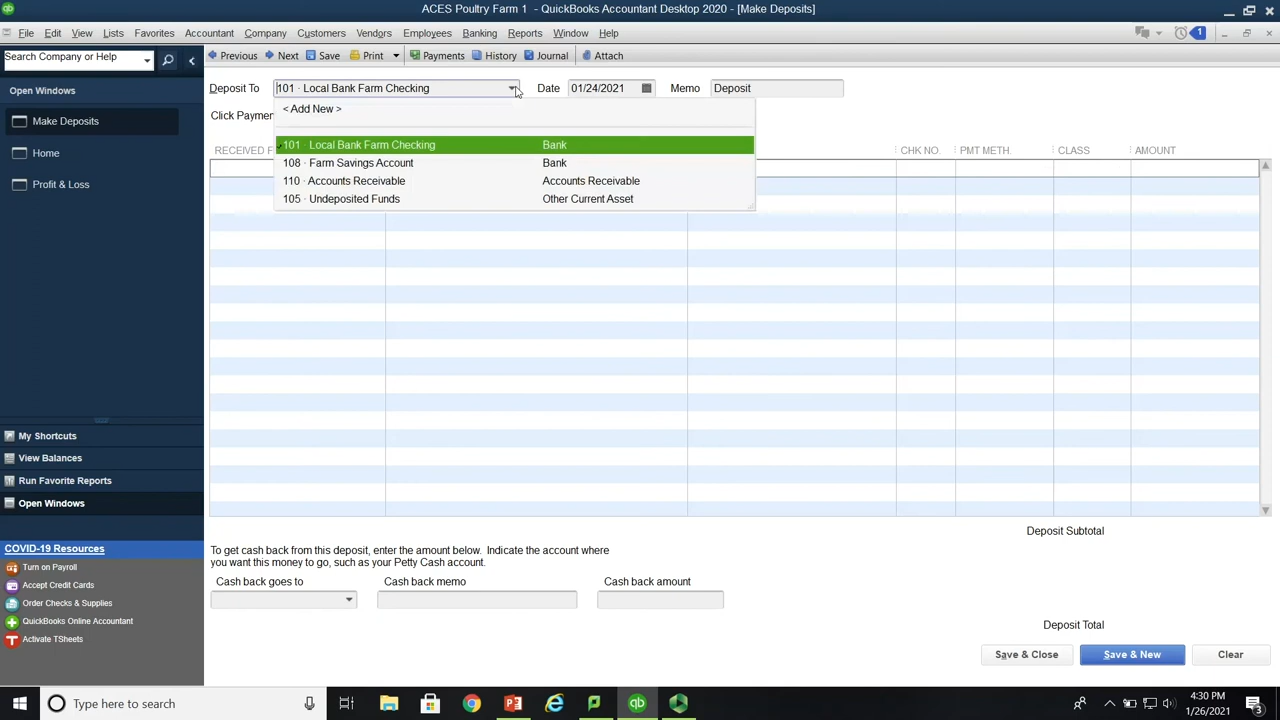 ACES Poultry Farm 1 - QuickBooks Accountant Desktop 2020 - [Make Deposits]
File Edit View Lists Favorites Accountant Company Customers Vendors Employees Banking Reports Window Help
1
Search Company or Help
Previous Next Save Print Payments History Journal Attach
Open Windows
Make Deposits
Home
Profit & Loss
My Shortcuts
View Balances
Run Favorite Reports
Open Windows
COVID-19 Resources
Turn on Payroll
Accept Credit Cards
Order Checks & Supplies
QuickBooks Online Accountant
Activate TSheets
Deposit To 101 · Local Bank Farm Checking Date 01/24/2021 Memo Deposit
< Add New >
Click Paymen
101 · Local Bank Farm Checking Bank
108 · Farm Savings Account Bank
110 · Accounts Receivable Accounts Receivable
105 · Undeposited Funds Other Current Asset
RECEIVED F CHK NO. PMT METH. CLASS AMOUNT
Deposit Subtotal
To get cash back from this deposit, enter the amount below. Indicate the account where
you want this money to go, such as your Petty Cash account.
Cash back goes to Cash back memo Cash back amount
Deposit Total
Save & Close Save & New Clear
Type here to search
4:30 PM
1/26/2021
3